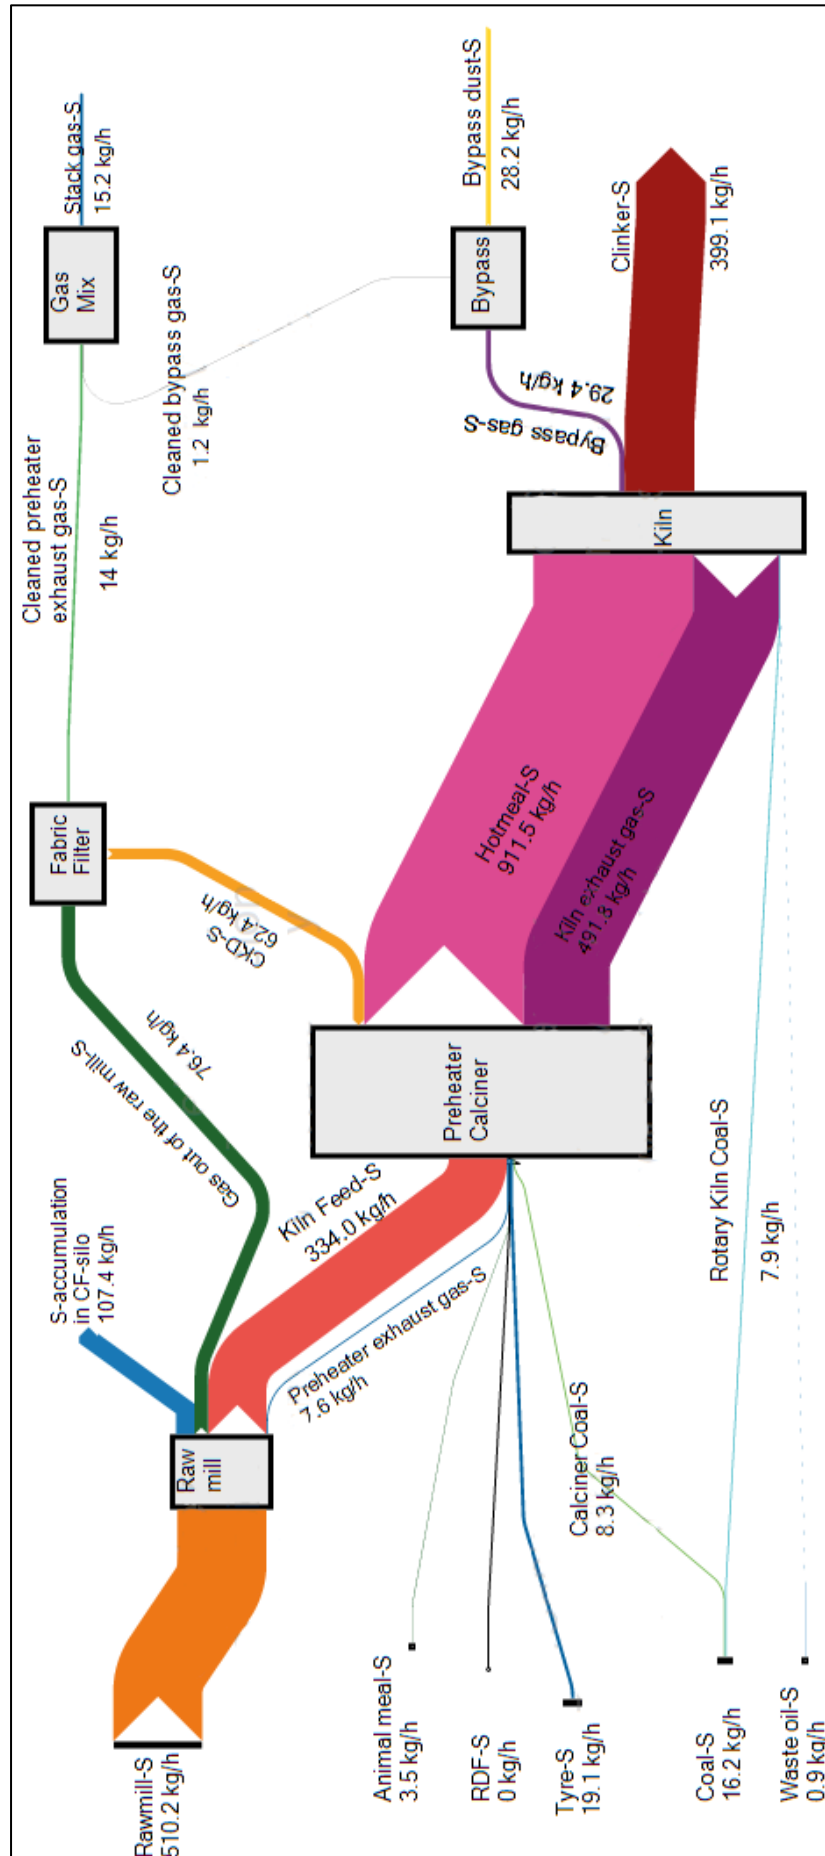 Rawmill-S
510.2 kg/h
Raw
mill
S-accumulation
in CF-silo
107.4 kg/h
Gas out of the raw mill-S
76.4 kg/h
Kiln Feed-S
334.0 kg/h
Preheater exhaust gas-S
7.6 kg/h
Animal meal-S
3.5 kg/h
RDF-S
0 kg/h
Tyre-S
19.1 kg/h
Coal-S
16.2 kg/h
Waste oil-S
0.9 kg/h
Calciner Coal-S
8.3 kg/h
Rotary Kiln Coal-S
7.9 kg/h
Preheater
Calciner
Fabric
Filter
CKD-S
62.4 kg/h
Hotmeal-S
911.5 kg/h
Kiln exhaust gas-S
491.8 kg/h
Kiln
Cleaned preheater
exhaust gas-S
14 kg/h
Cleaned bypass gas-S
1.2 kg/h
Bypass gas-S
29.4 kg/h
Gas
Mix
Bypass
Stack gas-S
15.2 kg/h
Bypass dust-S
28.2 kg/h
Clinker-S
399.1 kg/h